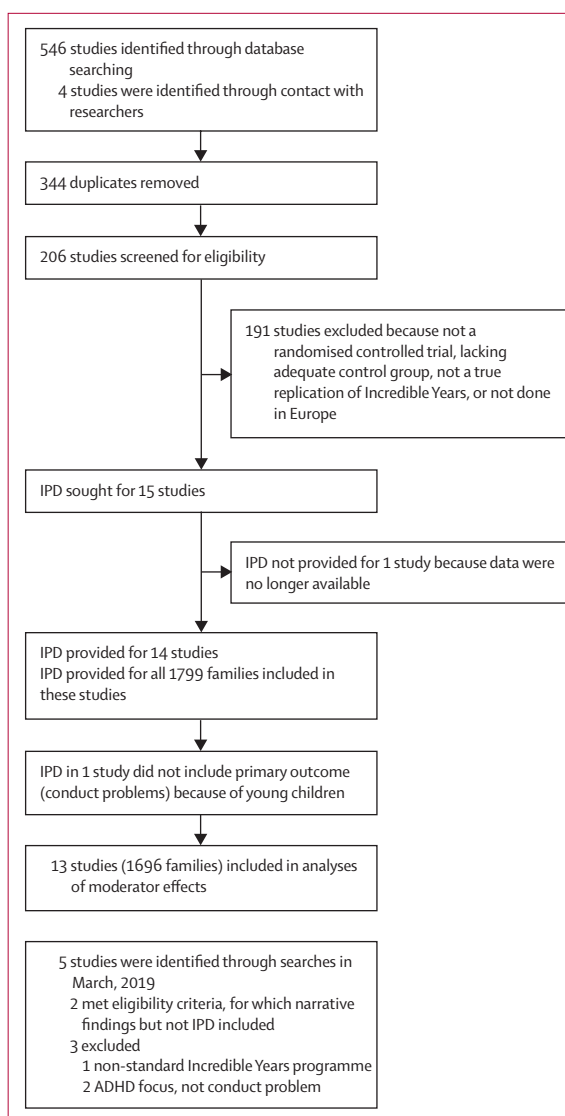 546 studies identified through database
searching
4 studies were identified through contact with
researchers
344 duplicates removed
206 studies screened for eligibility
191 studies excluded because not a
randomised controlled trial, lacking
adequate control group, not a true
replication of Incredible Years, or not done
in Europe
IPD sought for 15 studies
IPD not provided for 1 study because data were
no longer available
IPD provided for 14 studies
IPD provided for all 1799 families included in
these studies
IPD in 1 study did not include primary outcome
(conduct problems) because of young children
13 studies (1696 families) included in analyses
of moderator effects
5 studies were identified through searches in
March, 2019
2 met eligibility criteria, for which narrative
findings but not IPD included
3 excluded
1 non-standard Incredible Years programme
2 ADHD focus, not conduct problem